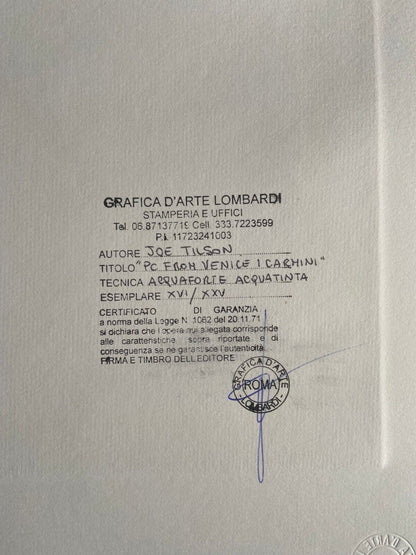 GRAFICA D'ARTE LOMBARDI
STAMPERIA E UFFICI
Tel. 06.87137719 Cell. 333.7223599
P.I. 11723241003
AUTORE JOE TILSON
TITOLO "PC FROM VENICE I CARMINI"
TECNICA ACQUAFORTE ACQUATINTA
ESEMPLARE XVI/XXV
CERTIFICATO DI GARANZIA
a norma della Legge N. 1062 del 20.11.71
si dichiara che l'opera qui allegata corrisponde
alle caratteristiche sopra riportate e di
conseguenza se ne garantisce l'autenticità.
FIRMA E TIMBRO DELL'EDITORE
GRAFICA D'ARTE
ROMA
LOMBARDI